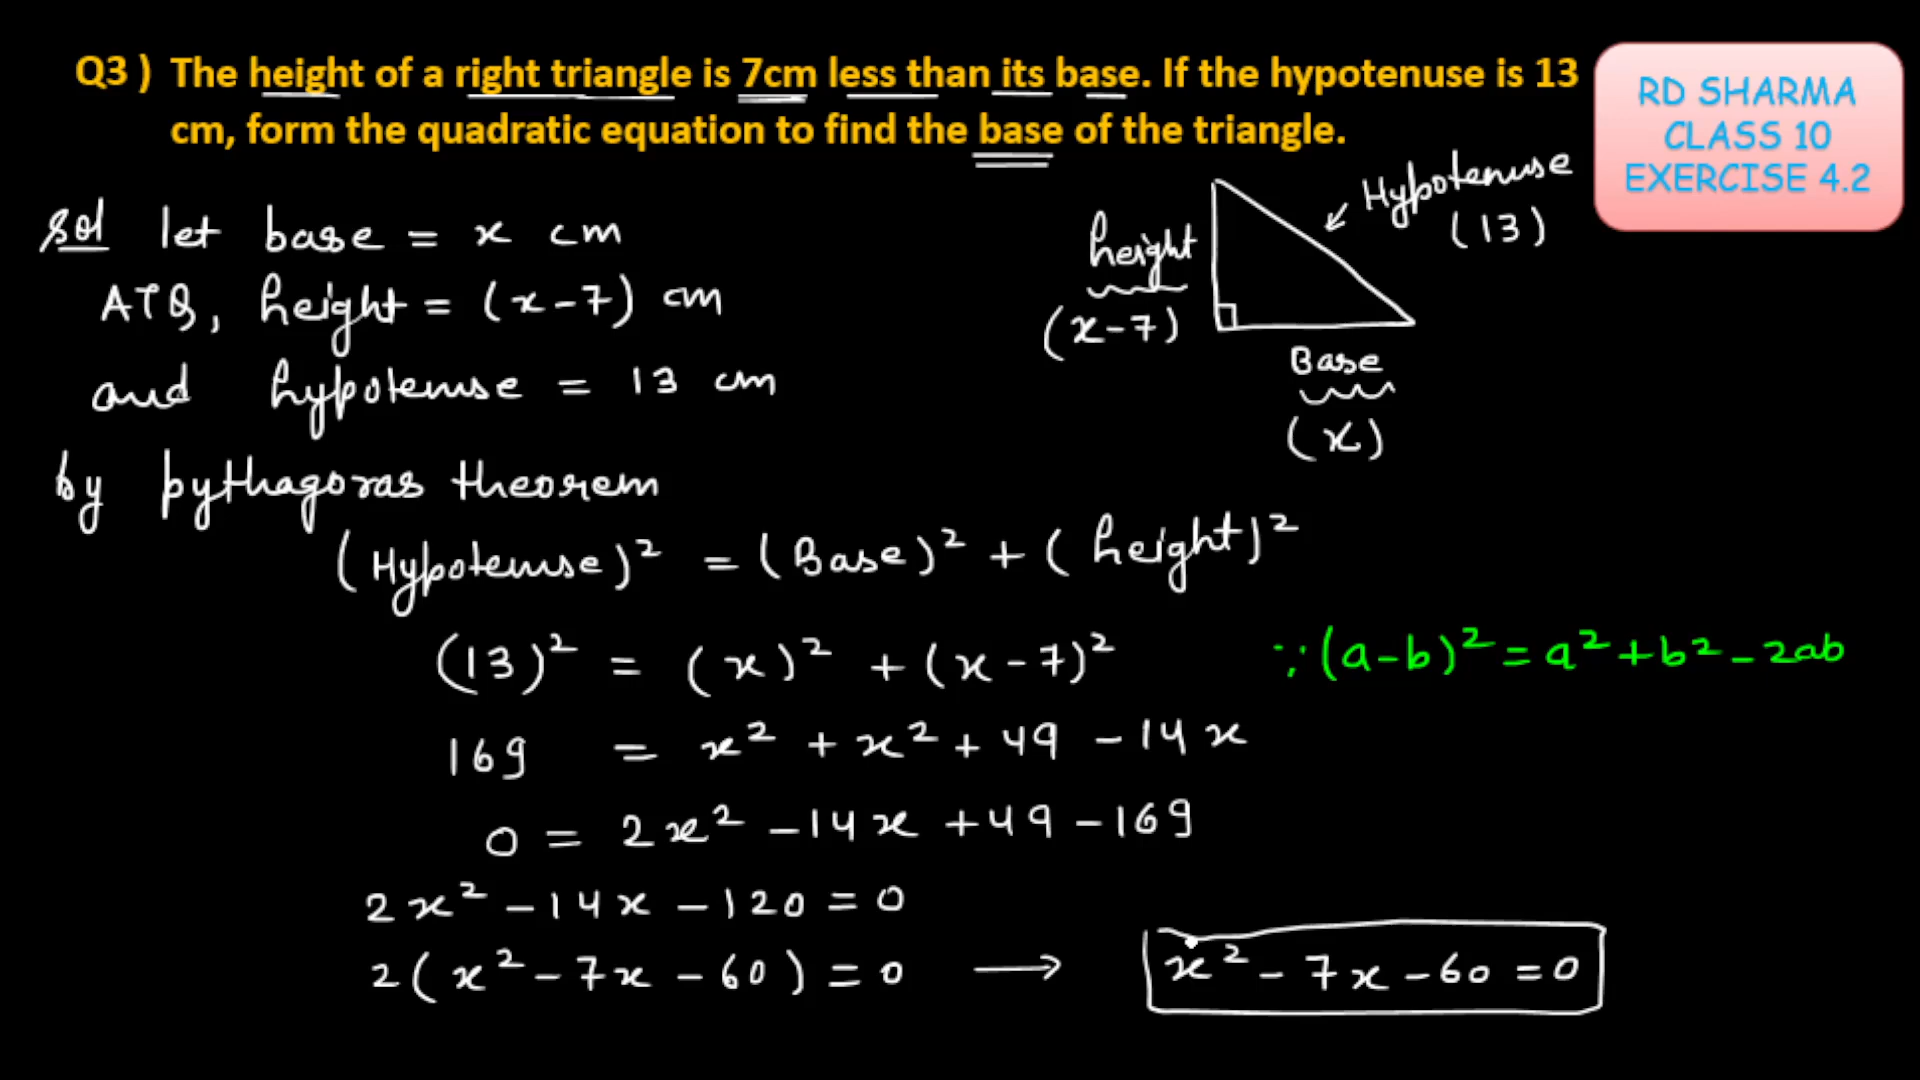 Q3 ) The height of a right triangle is 7cm less than its base. If the hypotenuse is 13
cm, form the quadratic equation to find the base of the triangle.
RD SHARMA
CLASS 10
EXERCISE 4.2
Sol let base = x cm
ATQ, height = (x-7) cm
and hypotenuse = 13 cm
Hypotenuse
(13)
height
(x-7)
Base
(x)
by pythagoras theorem
(Hypotenuse)² = (Base)² + (height)²
(13)² = (x)² + (x-7)²
∵ (a-b)² = a² + b² - 2ab
169 = x² + x² + 49 - 14x
0 = 2x² - 14x + 49 - 169
2x² - 14x - 120 = 0
2(x² - 7x - 60) = 0 → x² - 7x - 60 = 0